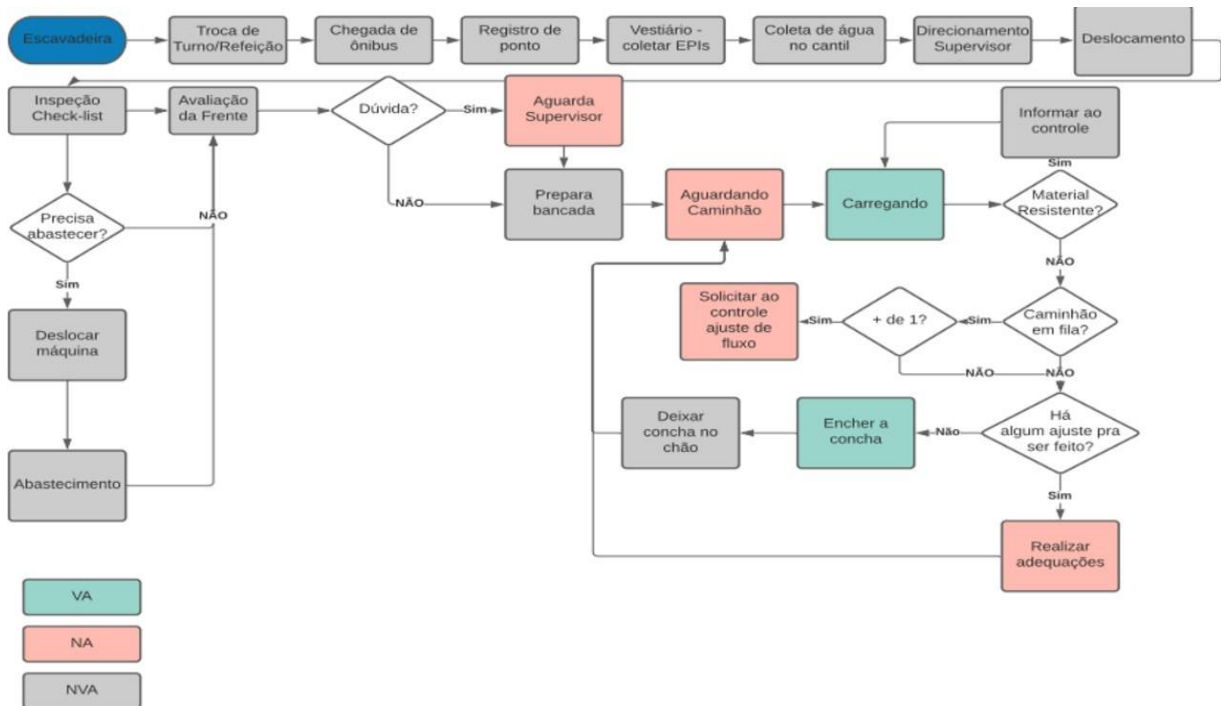 Escavadeira
Troca de
Turno/Refeição
Chegada de
ônibus
Registro de
ponto
Vestiário -
coletar EPIs
Coleta de água
no cantil
Direcionamento
Supervisor
Deslocamento
Inspeção
Check-list
Avaliação
da Frente
Dúvida?
Sim
Aguarda
Supervisor
Informar ao
controle
Sim
NÃO
Prepara
bancada
Aguardando
Caminhão
Carregando
Material
Resistente?
NÃO
Precisa
abastecer?
NÃO
Sim
Deslocar
máquina
Solicitar ao
controle
ajuste de
fluxo
Sim
+ de 1?
Sim
Caminhão
em fila?
NÃO
NÃO
Deixar
concha no
chão
Encher a
concha
Não
Há
algum ajuste pra
ser feito?
Sim
Abastecimento
Realizar
adequações
VA
NA
NVA